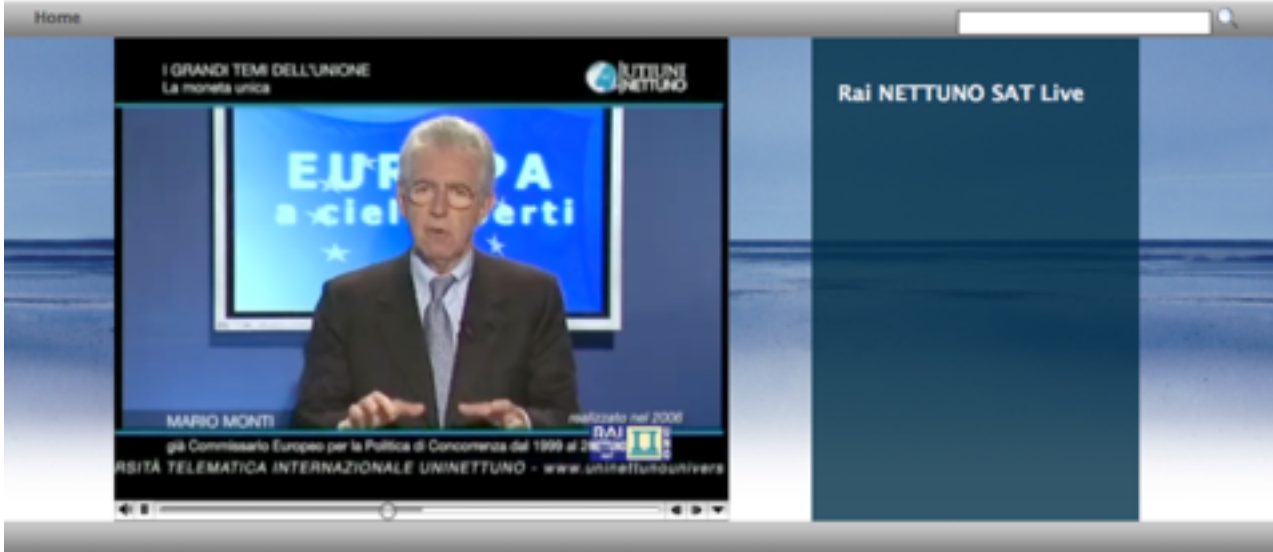 Home
I GRANDI TEMI DELL'UNIONE
La moneta unica
UTIUNI
NETTUNO
Rai NETTUNO SAT Live
EUR PA
a ciel erti
MARIO MONTI
realizzato nel 2006
già Commissario Europeo per la Politica di Concorrenza dal 1999 al 2
RAI
RSITÀ TELEMATICA INTERNAZIONALE UNINETTUNO - www.uninettunounivers